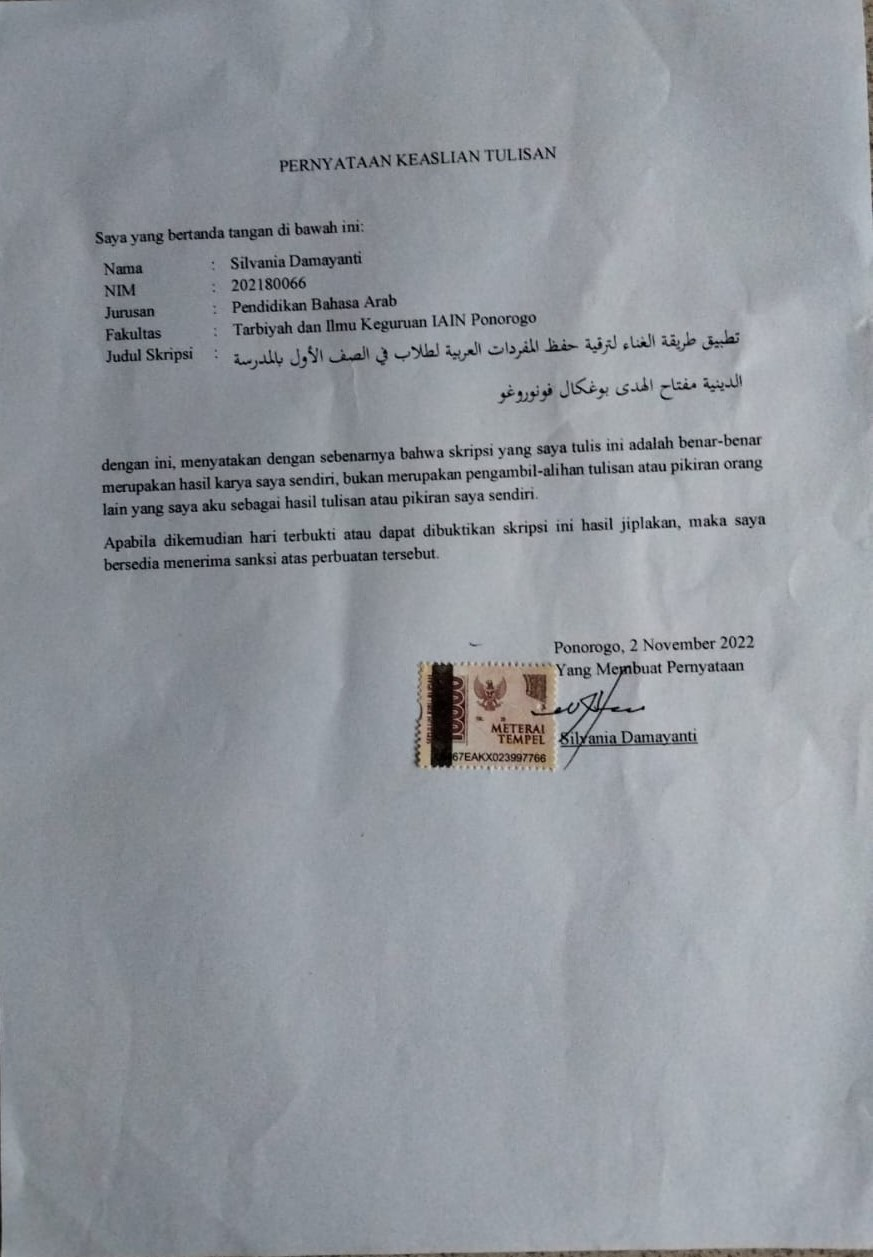 PERNYATAAN KEASLIAN TULISAN
Saya yang bertanda tangan di bawah ini:
Nama : Silvania Damayanti
NIM : 202180066
Jurusan : Pendidikan Bahasa Arab
Fakultas : Tarbiyah dan Ilmu Keguruan IAIN Ponorogo
Judul Skripsi : تطبيق طريقة الغناء لترقية حفظ المفردات العربية لطلاب في الصف الأول بالمدرسة
الدينية مفتاح الهدى بوغكال فونوروغو
dengan ini, menyatakan dengan sebenarnya bahwa skripsi yang saya tulis ini adalah benar-benar
merupakan hasil karya saya sendiri, bukan merupakan pengambil-alihan tulisan atau pikiran orang
lain yang saya aku sebagai hasil tulisan atau pikiran saya sendiri.
Apabila dikemudian hari terbukti atau dapat dibuktikan skripsi ini hasil jiplakan, maka saya
bersedia menerima sanksi atas perbuatan tersebut.
Ponorogo, 2 November 2022
Yang Membuat Pernyataan
10000
METERAI
TEMPEL
67EAKX023997766
Silvania Damayanti